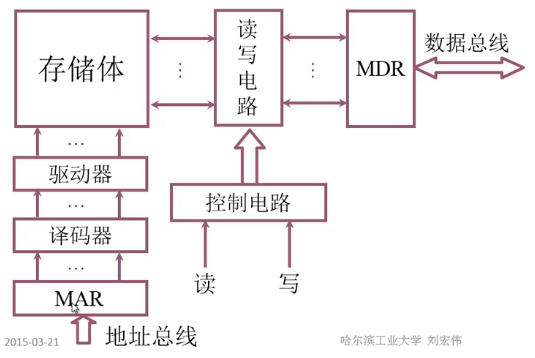 存储体
读写电路
MDR
数据总线
驱动器
控制电路
译码器
读
写
MAR
地址总线
2015-03-21
哈尔滨工业大学 刘宏伟